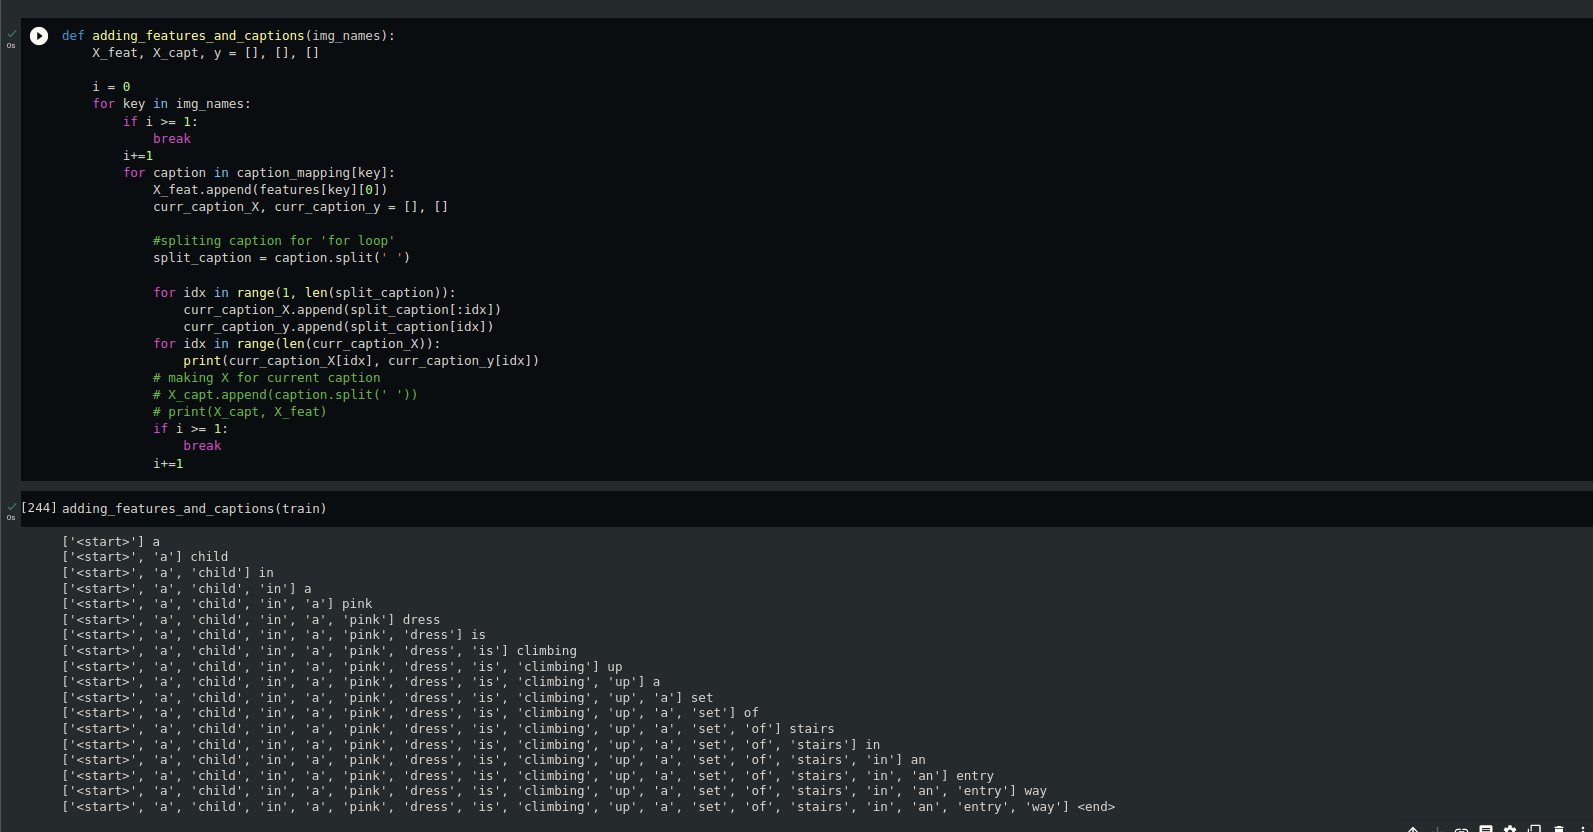 0s
def adding_features_and_captions(img_names):
    X_feat, X_capt, y = [], [], []

    i = 0
    for key in img_names:
        if i >= 1:
            break
        i+=1
        for caption in caption_mapping[key]:
            X_feat.append(features[key][0])
            curr_caption_X, curr_caption_y = [], []

            #spliting caption for 'for loop'
            split_caption = caption.split(' ')

            for idx in range(1, len(split_caption)):
                curr_caption_X.append(split_caption[:idx])
                curr_caption_y.append(split_caption[idx])
            for idx in range(len(curr_caption_X)):
                print(curr_caption_X[idx], curr_caption_y[idx])
            # making X for current caption
            # X_capt.append(caption.split(' '))
            # print(X_capt, X_feat)
            if i >= 1:
                break
            i+=1
0s
[244] adding_features_and_captions(train)
['<start>'] a
['<start>', 'a'] child
['<start>', 'a', 'child'] in
['<start>', 'a', 'child', 'in'] a
['<start>', 'a', 'child', 'in', 'a'] pink
['<start>', 'a', 'child', 'in', 'a', 'pink'] dress
['<start>', 'a', 'child', 'in', 'a', 'pink', 'dress'] is
['<start>', 'a', 'child', 'in', 'a', 'pink', 'dress', 'is'] climbing
['<start>', 'a', 'child', 'in', 'a', 'pink', 'dress', 'is', 'climbing'] up
['<start>', 'a', 'child', 'in', 'a', 'pink', 'dress', 'is', 'climbing', 'up'] a
['<start>', 'a', 'child', 'in', 'a', 'pink', 'dress', 'is', 'climbing', 'up', 'a'] set
['<start>', 'a', 'child', 'in', 'a', 'pink', 'dress', 'is', 'climbing', 'up', 'a', 'set'] of
['<start>', 'a', 'child', 'in', 'a', 'pink', 'dress', 'is', 'climbing', 'up', 'a', 'set', 'of'] stairs
['<start>', 'a', 'child', 'in', 'a', 'pink', 'dress', 'is', 'climbing', 'up', 'a', 'set', 'of', 'stairs'] in
['<start>', 'a', 'child', 'in', 'a', 'pink', 'dress', 'is', 'climbing', 'up', 'a', 'set', 'of', 'stairs', 'in'] an
['<start>', 'a', 'child', 'in', 'a', 'pink', 'dress', 'is', 'climbing', 'up', 'a', 'set', 'of', 'stairs', 'in', 'an'] entry
['<start>', 'a', 'child', 'in', 'a', 'pink', 'dress', 'is', 'climbing', 'up', 'a', 'set', 'of', 'stairs', 'in', 'an', 'entry'] way
['<start>', 'a', 'child', 'in', 'a', 'pink', 'dress', 'is', 'climbing', 'up', 'a', 'set', 'of', 'stairs', 'in', 'an', 'entry', 'way'] <end>